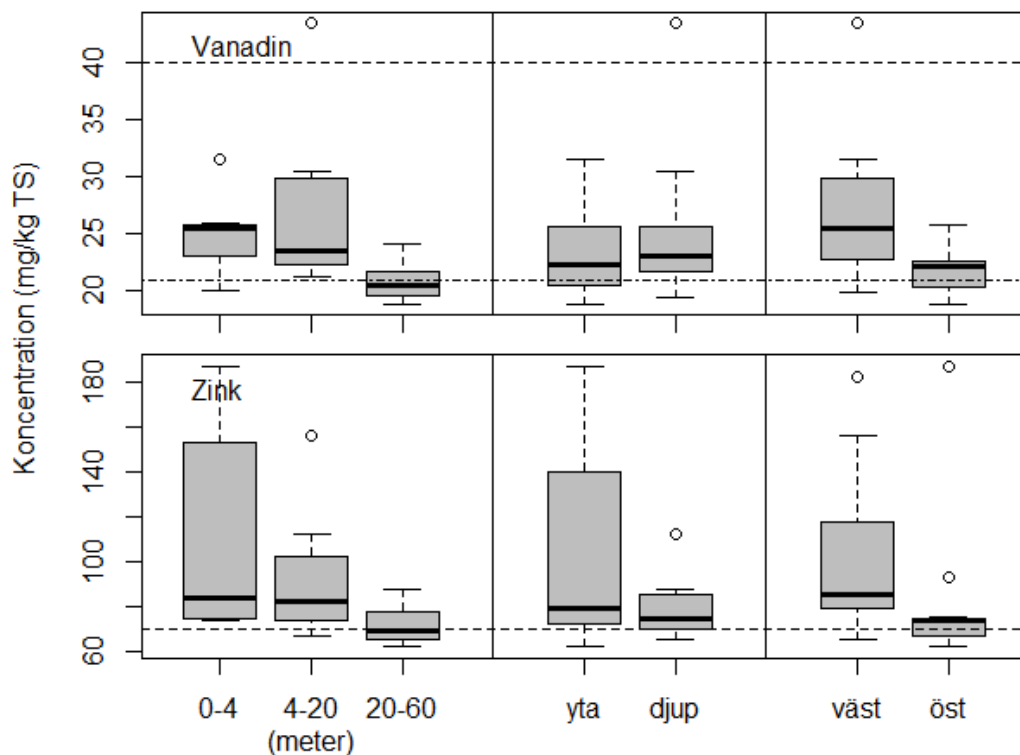 Koncentration (mg/kg TS)
Vanadin
40
35
30
25
20
Zink
180
140
100
60
0-4 4-20 20-60 yta djup väst öst
(meter)